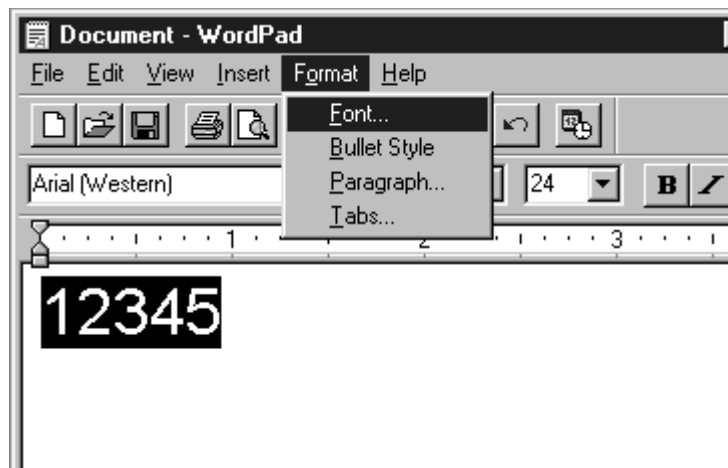 Document - WordPad
File Edit View Insert Format Help
Font...
Bullet Style
Paragraph...
Tabs...
Arial (Western) 24 B I
1 2 3
12345